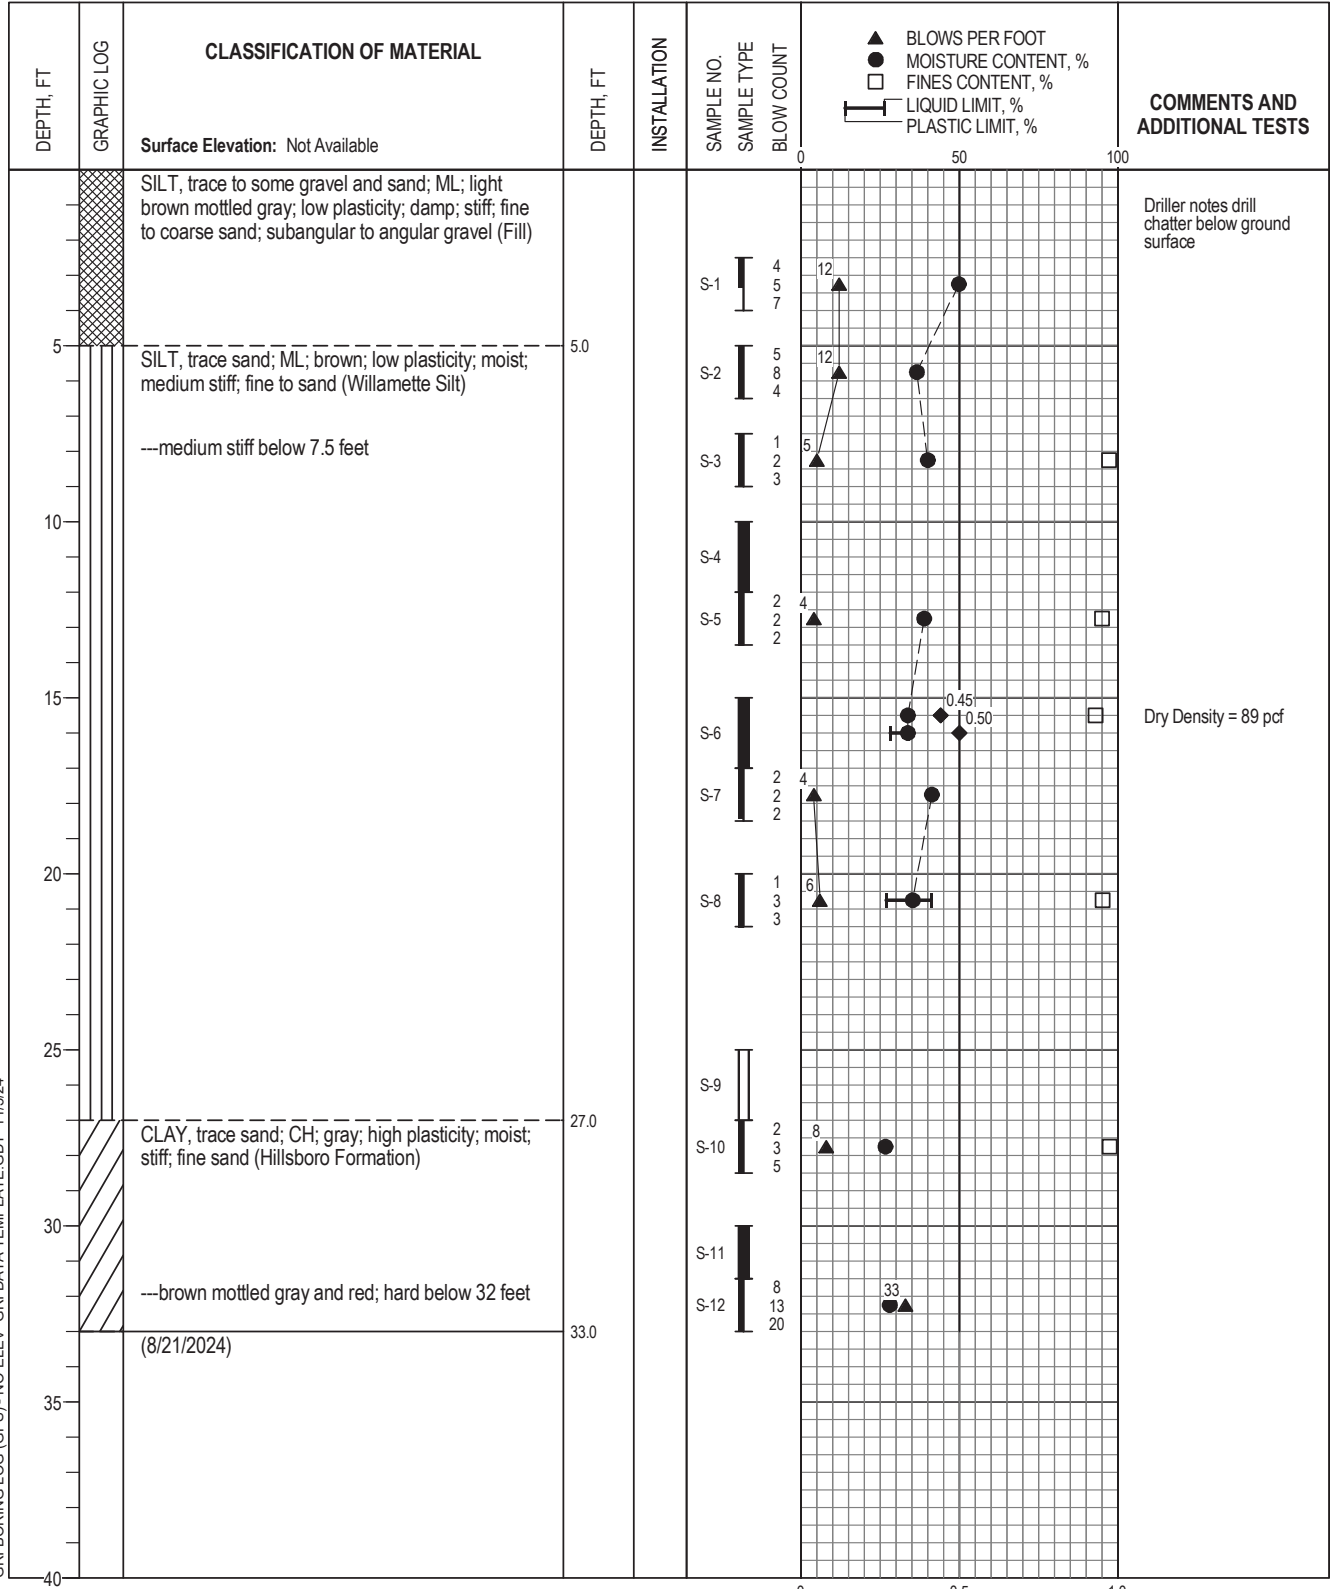 DEPTH, FT
GRAPHIC LOG
CLASSIFICATION OF MATERIAL
Surface Elevation: Not Available
DEPTH, FT
INSTALLATION
SAMPLE NO.
SAMPLE TYPE
BLOW COUNT
BLOWS PER FOOT
MOISTURE CONTENT, %
FINES CONTENT, %
LIQUID LIMIT, %
PLASTIC LIMIT, %
0 50 100
COMMENTS AND
ADDITIONAL TESTS
SILT, trace to some gravel and sand; ML; light
brown mottled gray; low plasticity; damp; stiff; fine
to coarse sand; subangular to angular gravel (Fill)
Driller notes drill
chatter below ground
surface
S-1
4
5
7
12
5
5.0
SILT, trace sand; ML; brown; low plasticity; moist;
medium stiff; fine to sand (Willamette Silt)
S-2
5
8
4
12
---medium stiff below 7.5 feet
S-3
1
2
3
5
10
S-4
S-5
2
2
2
4
15
S-6
0.45
0.50
Dry Density = 89 pcf
S-7
2
2
2
4
20
S-8
1
3
3
6
25
S-9
27.0
CLAY, trace sand; CH; gray; high plasticity; moist;
stiff; fine sand (Hillsboro Formation)
S-10
2
3
5
8
30
S-11
---brown mottled gray and red; hard below 32 feet
S-12
8
13
20
33
33.0
(8/21/2024)
35
40